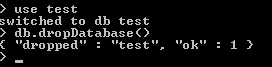 > use test
switched to db test
> db.dropDatabase()
{ "dropped" : "test", "ok" : 1 }
> _